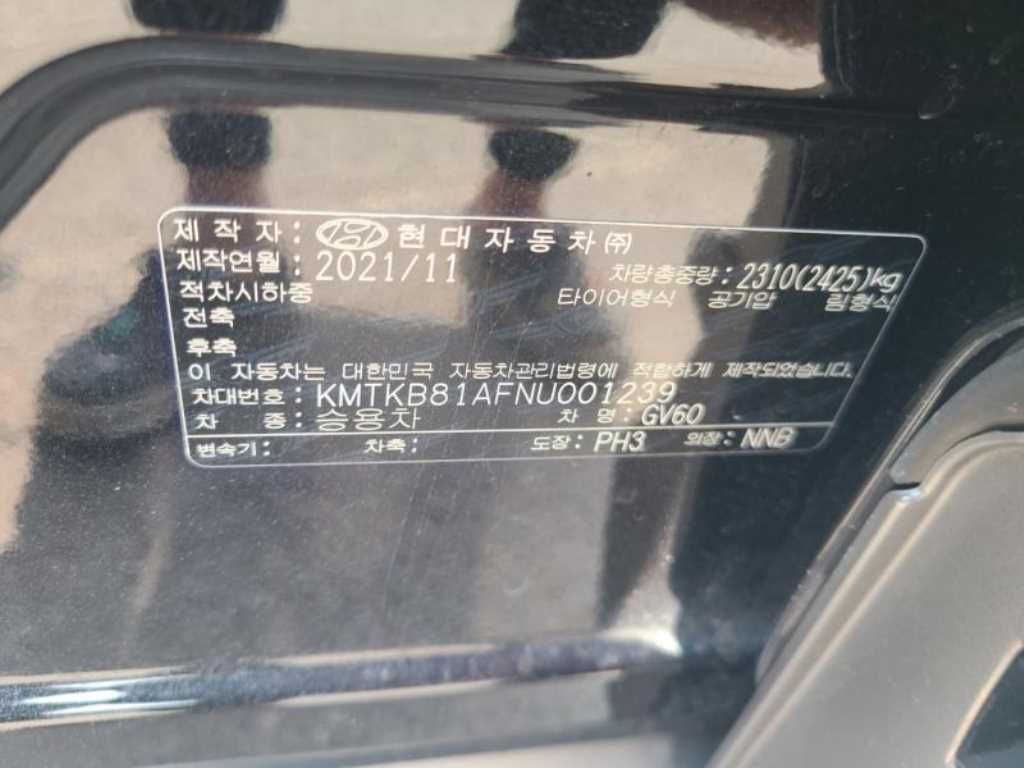 제 작 자 : 현대자동차㈜
제작연월 : 2021/11 차량총중량 : 2310(2425)kg
적차시하중 타이어형식 공기압 림형식
전축
후축
이 자동차는 대한민국 자동차관리법령에 적합하게 제작되었습니다.
차대번호 : KMTKB81AFNU001239
차 종 : 승용차 차 명 : GV60
변속기 : 차축 : 도장 : PH3 외장 : NNB